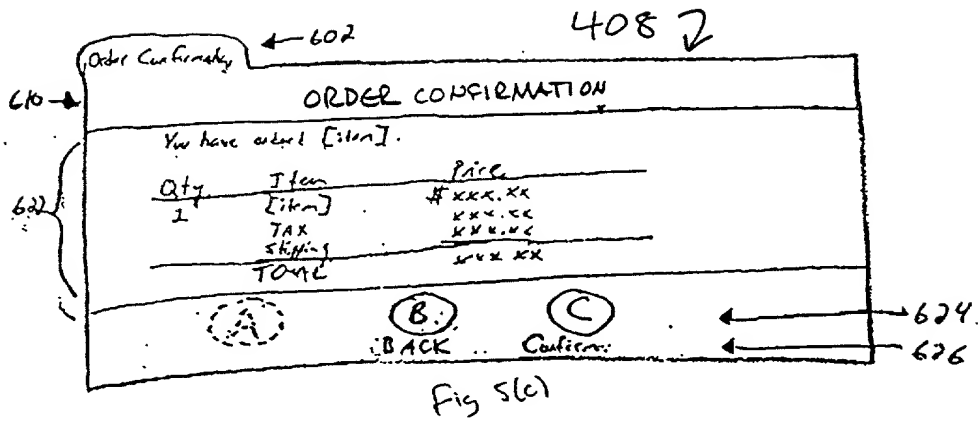 408
602
Order Confirmation
610
ORDER CONFIRMATION
You have ordered [item].
622
Qty Item Price
1 [item] $xxx.xx
TAX xxx.xx
Shipping xxx.xx
TOTAL xxx xx
A B C
624
BACK Confirm
626
Fig 5(c)